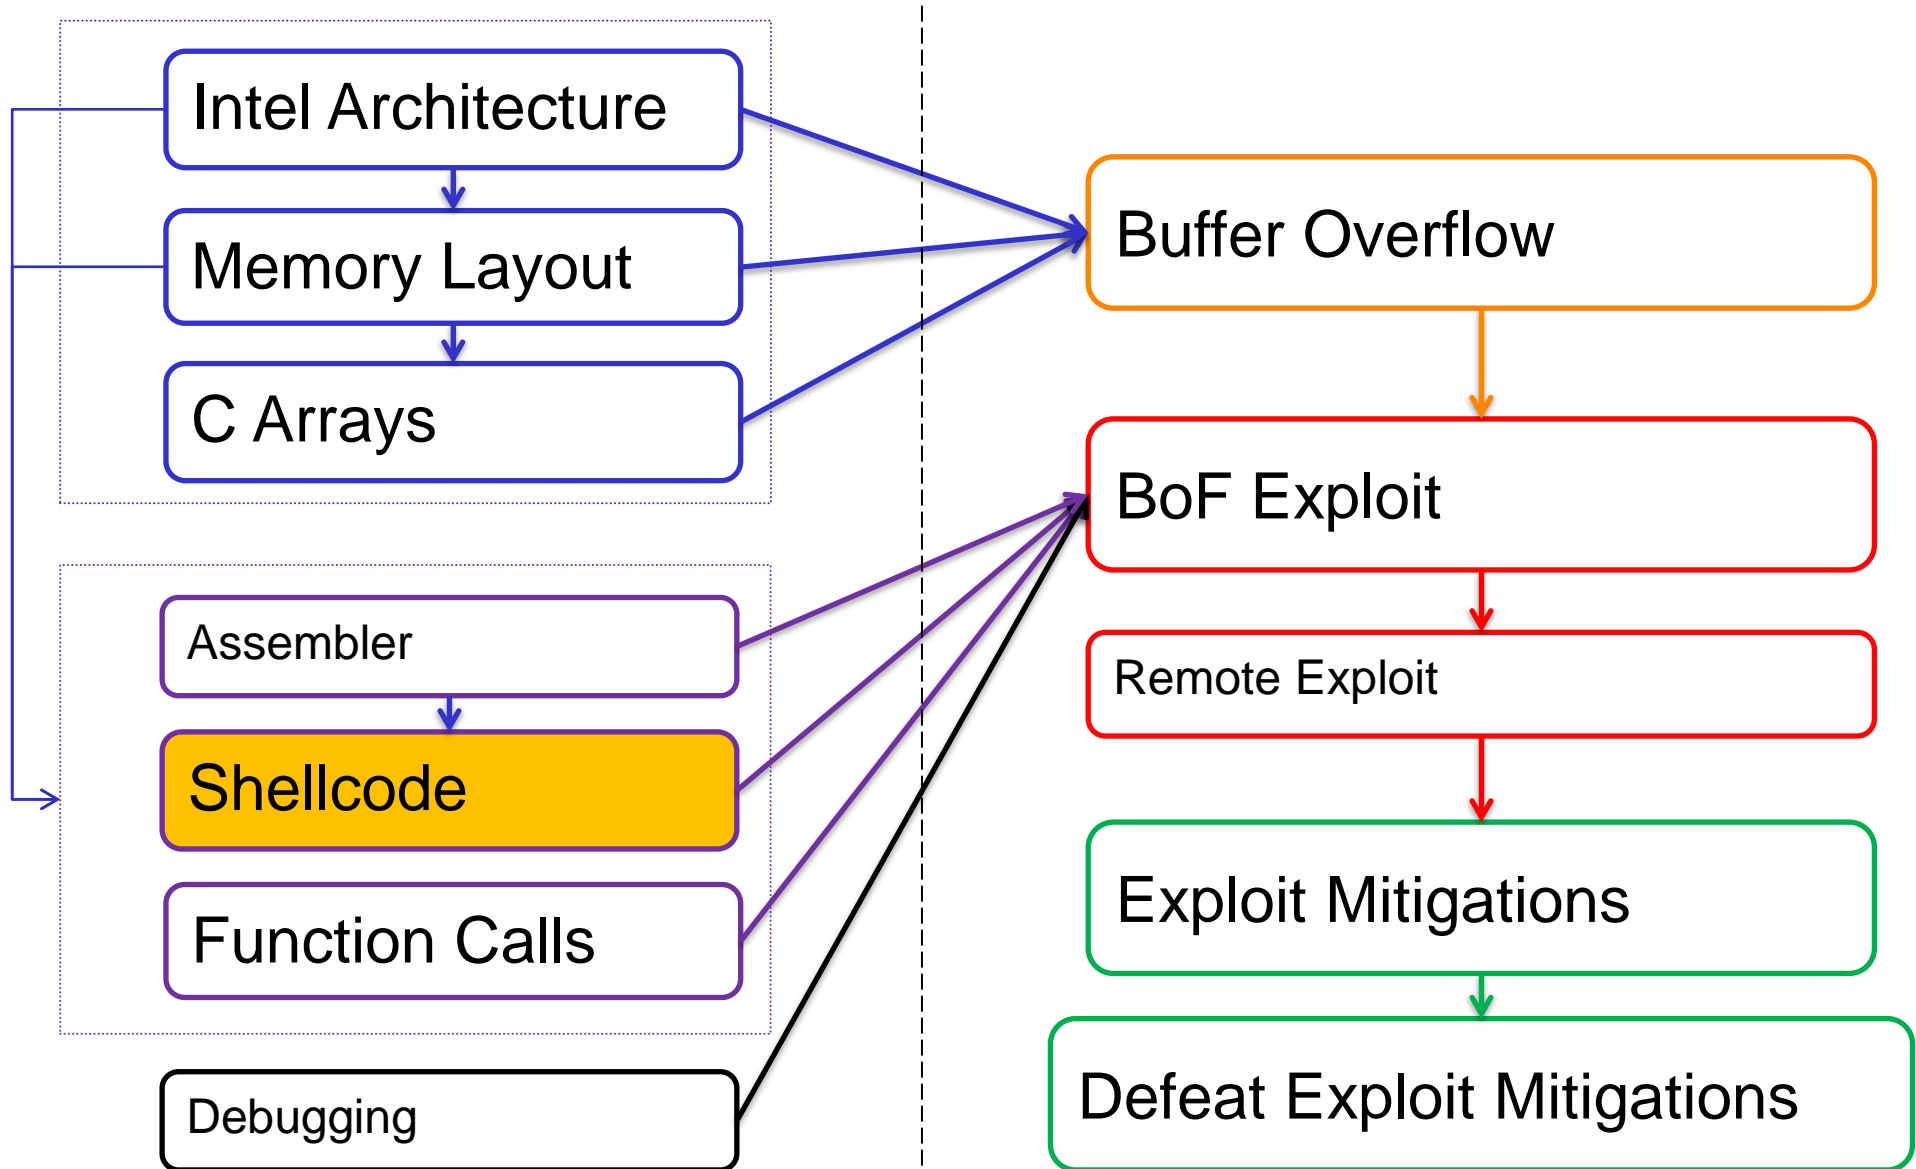 Intel Architecture
Memory Layout
C Arrays
Assembler
Shellcode
Function Calls
Debugging
Buffer Overflow
BoF Exploit
Remote Exploit
Exploit Mitigations
Defeat Exploit Mitigations